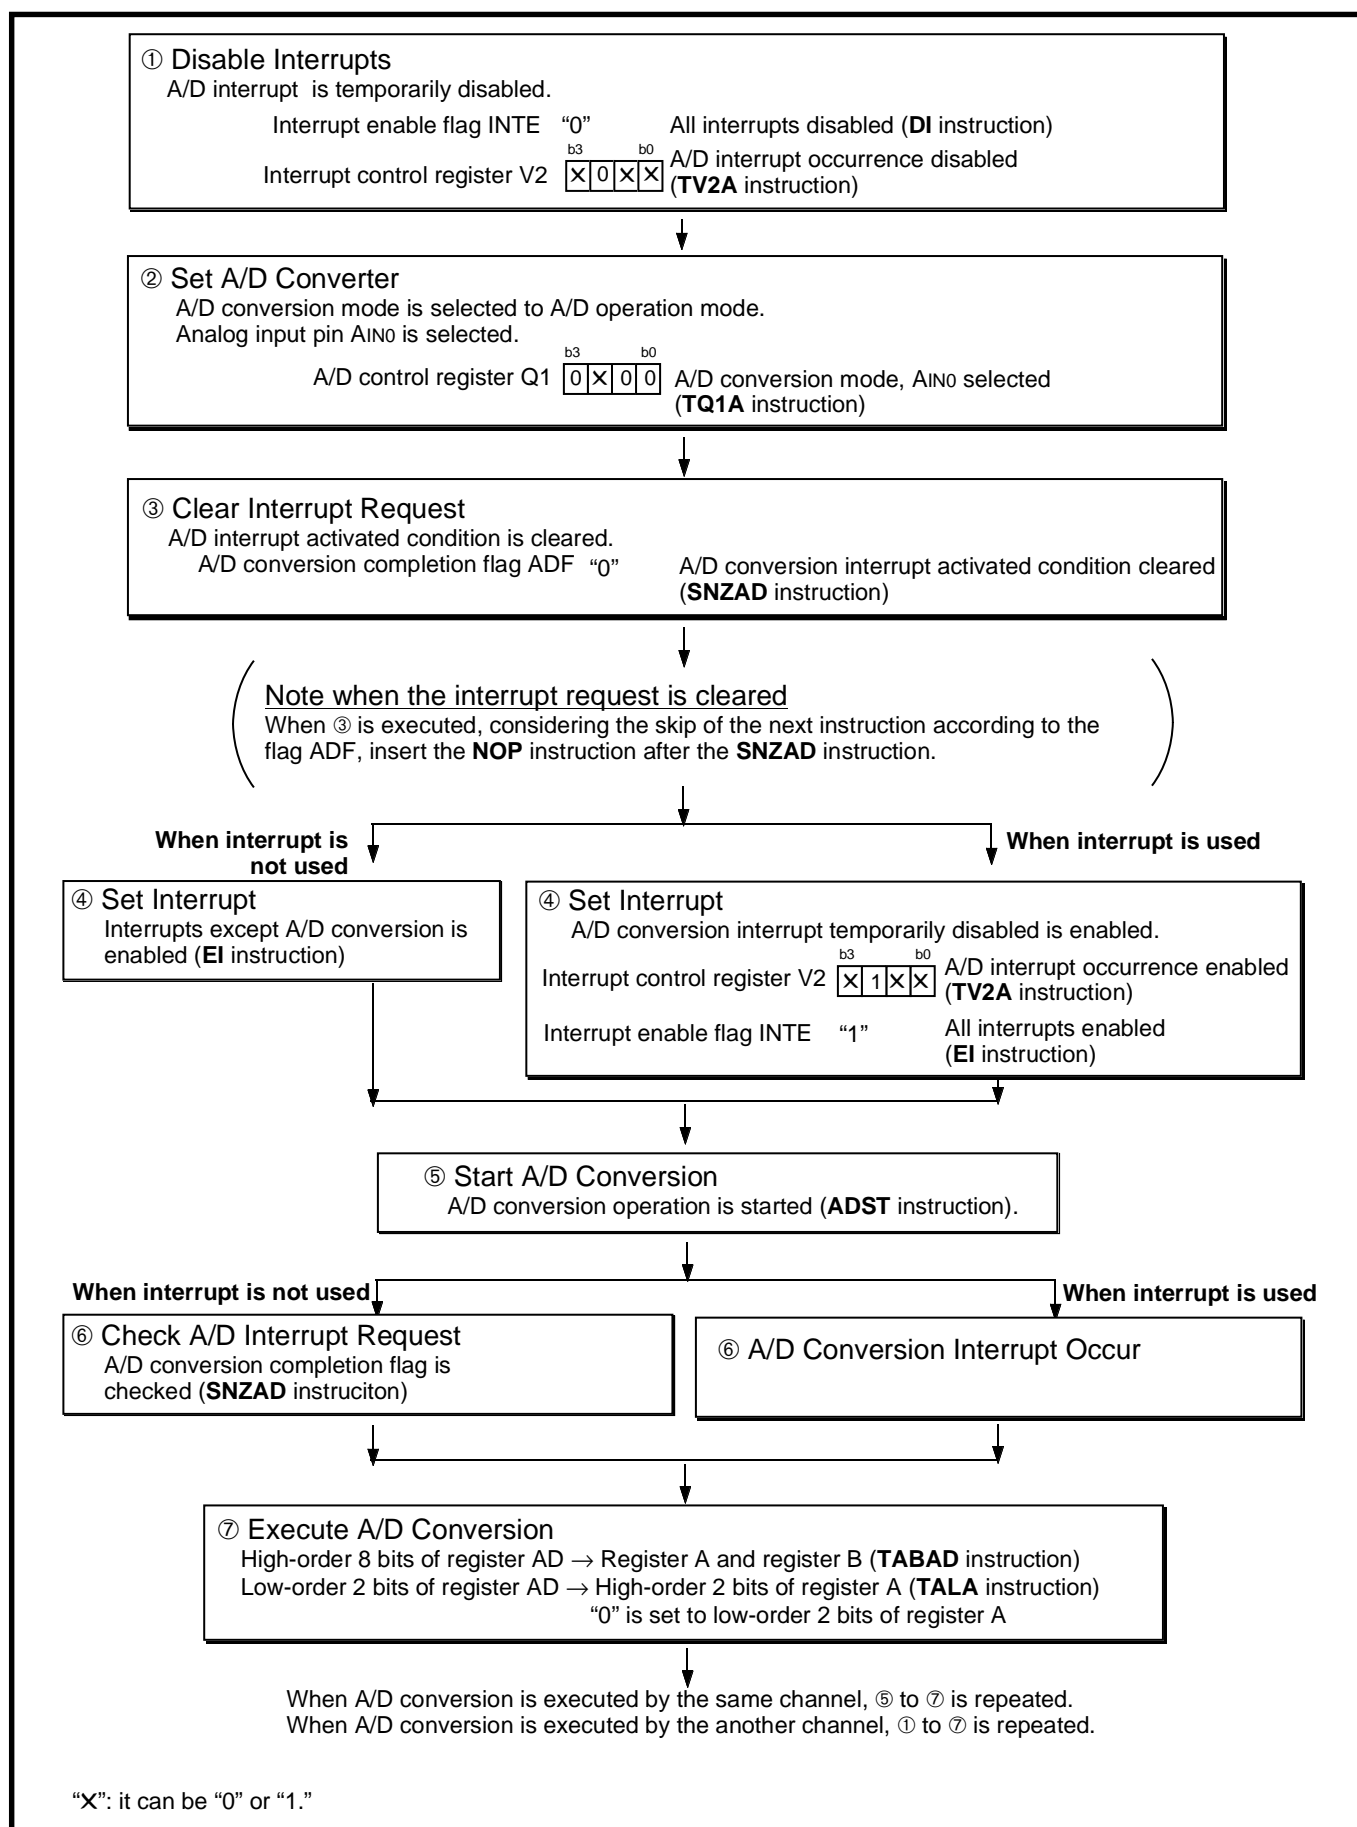 ① Disable Interrupts
A/D interrupt is temporarily disabled.
Interrupt enable flag INTE “0” All interrupts disabled (DI instruction)
b3 b0
Interrupt control register V2 X 0 X X A/D interrupt occurrence disabled
(TV2A instruction)
② Set A/D Converter
A/D conversion mode is selected to A/D operation mode.
Analog input pin AIN0 is selected.
b3 b0
A/D control register Q1 0 X 0 0 A/D conversion mode, AIN0 selected
(TQ1A instruction)
③ Clear Interrupt Request
A/D interrupt activated condition is cleared.
A/D conversion completion flag ADF “0” A/D conversion interrupt activated condition cleared
(SNZAD instruction)
Note when the interrupt request is cleared
When ③ is executed, considering the skip of the next instruction according to the
flag ADF, insert the NOP instruction after the SNZAD instruction.
When interrupt is
not used
When interrupt is used
④ Set Interrupt
Interrupts except A/D conversion is
enabled (EI instruction)
④ Set Interrupt
A/D conversion interrupt temporarily disabled is enabled.
b3 b0
Interrupt control register V2 X 1 X X A/D interrupt occurrence enabled
(TV2A instruction)
Interrupt enable flag INTE “1” All interrupts enabled
(EI instruction)
⑤ Start A/D Conversion
A/D conversion operation is started (ADST instruction).
When interrupt is not used
When interrupt is used
⑥ Check A/D Interrupt Request
A/D conversion completion flag is
checked (SNZAD instruciton)
⑥ A/D Conversion Interrupt Occur
⑦ Execute A/D Conversion
High-order 8 bits of register AD → Register A and register B (TABAD instruction)
Low-order 2 bits of register AD → High-order 2 bits of register A (TALA instruction)
“0” is set to low-order 2 bits of register A
When A/D conversion is executed by the same channel, ⑤ to ⑦ is repeated.
When A/D conversion is executed by the another channel, ① to ⑦ is repeated.
“X”: it can be “0” or “1.”